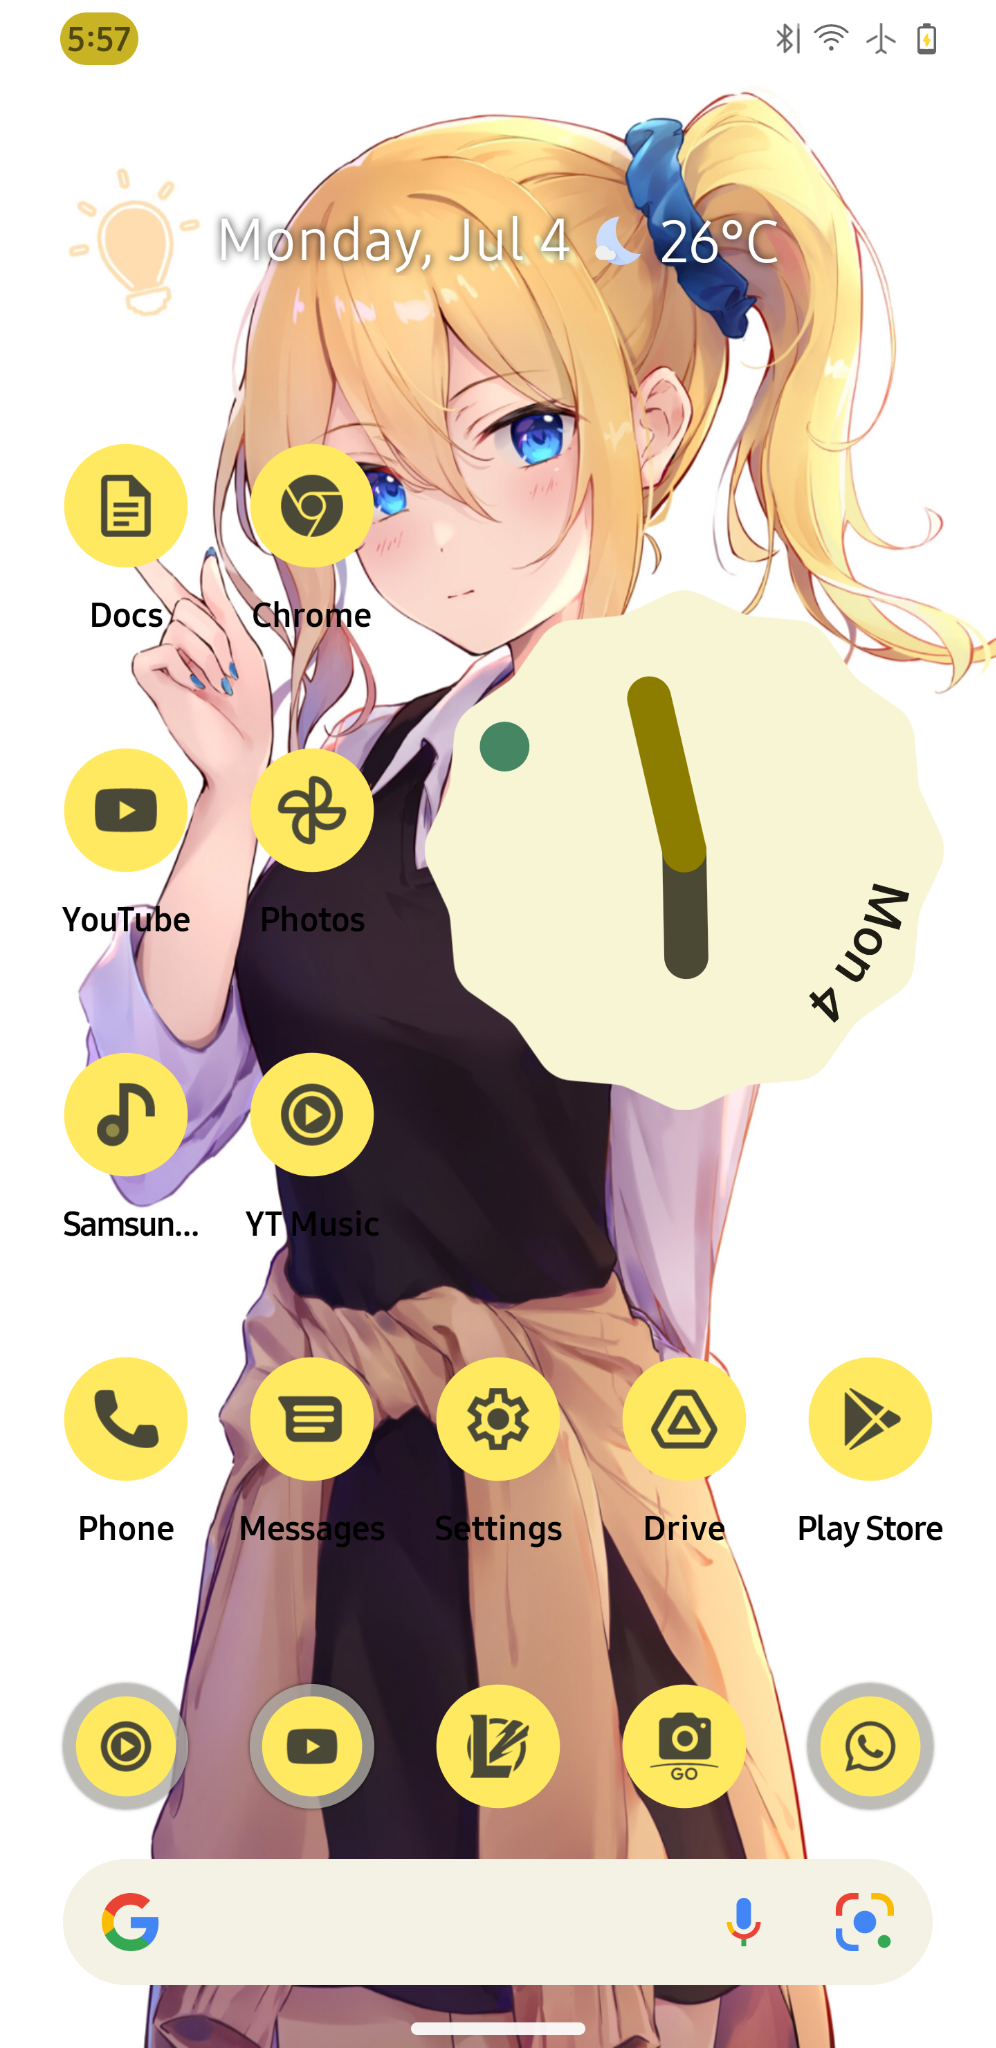 5:57
Monday, Jul 4 26°C
Docs Chrome
Mon 4
YouTube Photos
Samsun... YT Music
Phone Messages Settings Drive Play Store
GO